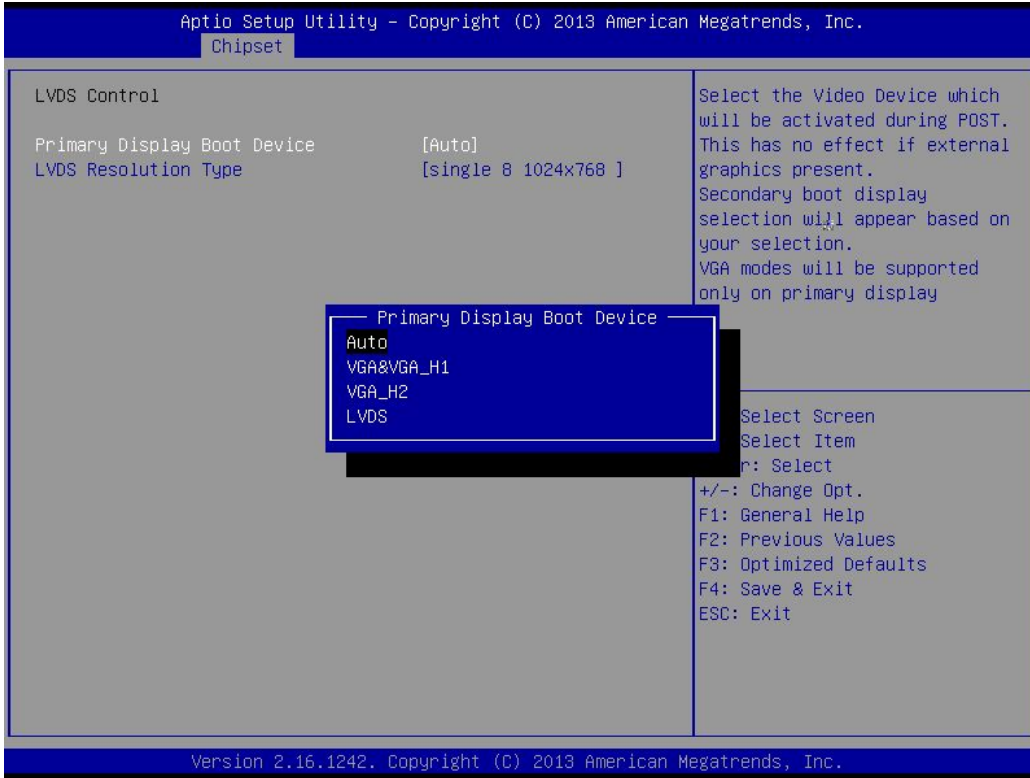 Aptio Setup Utility – Copyright (C) 2013 American Megatrends, Inc.
Chipset
LVDS Control
Primary Display Boot Device [Auto]
LVDS Resolution Type [single 8 1024x768 ]
Select the Video Device which
will be activated during POST.
This has no effect if external
graphics present.
Secondary boot display
selection will appear based on
your selection.
VGA modes will be supported
only on primary display
Primary Display Boot Device
Auto
VGA&VGA_H1
VGA_H2
LVDS
Select Screen
Select Item
r: Select
+/-: Change Opt.
F1: General Help
F2: Previous Values
F3: Optimized Defaults
F4: Save & Exit
ESC: Exit
Version 2.16.1242. Copyright (C) 2013 American Megatrends, Inc.